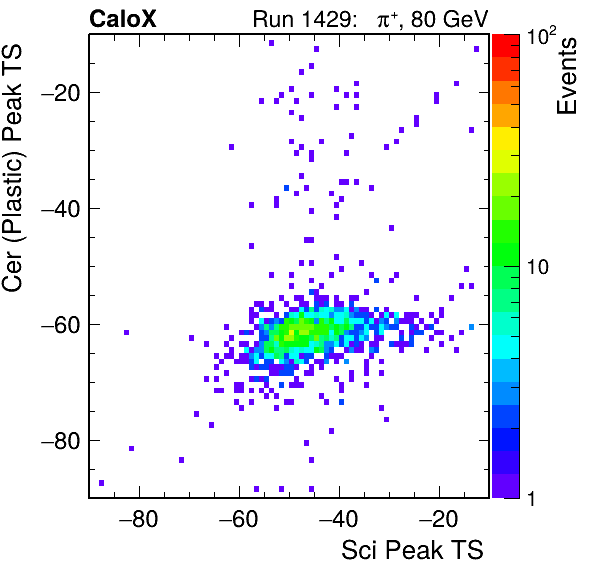 CaloX Run 1429: π⁺, 80 GeV
Cer (Plastic) Peak TS
−20
−40
−60
−80
−80 −60 −40 −20
Sci Peak TS
10²
10
1
Events